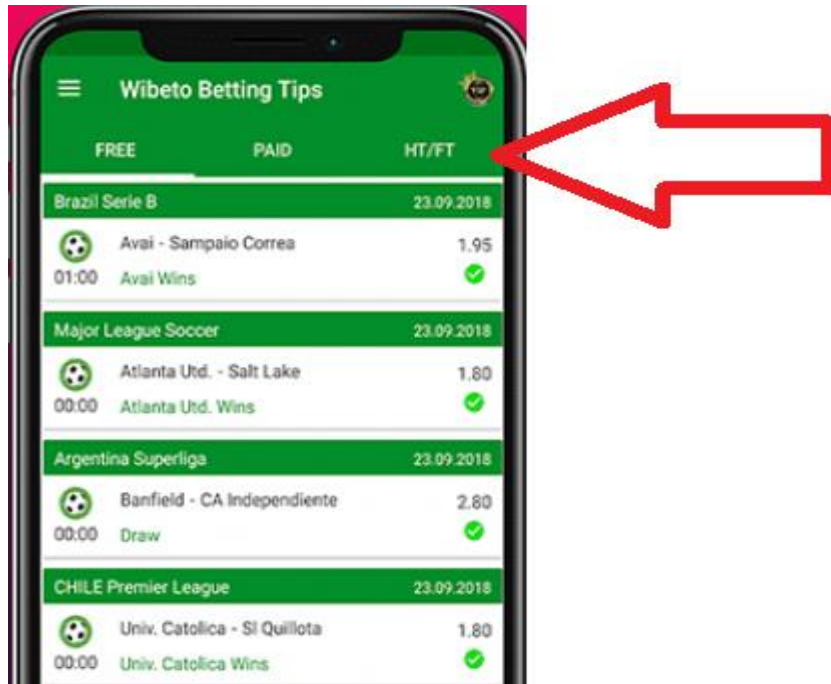 Wibeto Betting Tips
FREE PAID HT/FT
Brazil Serie B 23.09.2018
Avai - Sampaio Correa 1.95
01:00 Avai Wins
Major League Soccer 23.09.2018
Atlanta Utd. - Salt Lake 1.80
00:00 Atlanta Utd. Wins
Argentina Superliga 23.09.2018
Banfield - CA Independiente 2.80
00:00 Draw
CHILE Premier League 23.09.2018
Univ. Catolica - SI Quillota 1.80
00:00 Univ. Catolica Wins